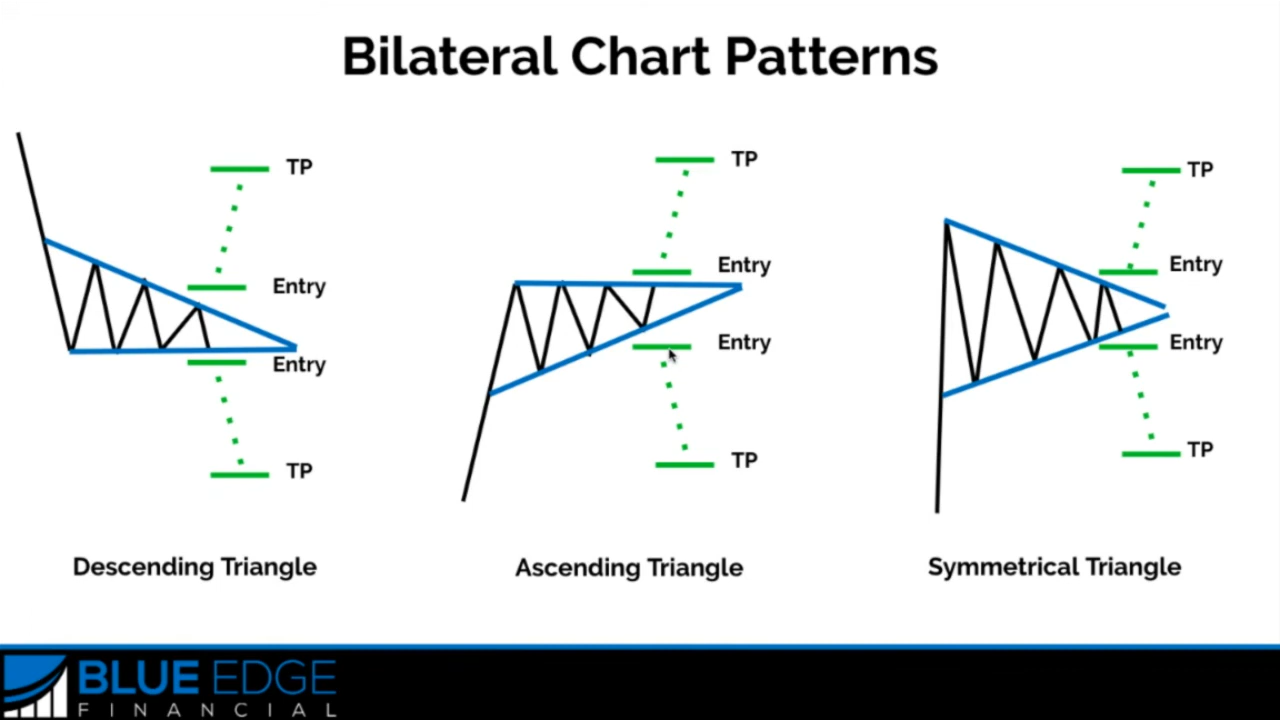 Bilateral Chart Patterns
TP
Entry
Entry
TP
Descending Triangle
TP
Entry
Entry
TP
Ascending Triangle
TP
Entry
Entry
TP
Symmetrical Triangle
BLUE EDGE
FINANCIAL